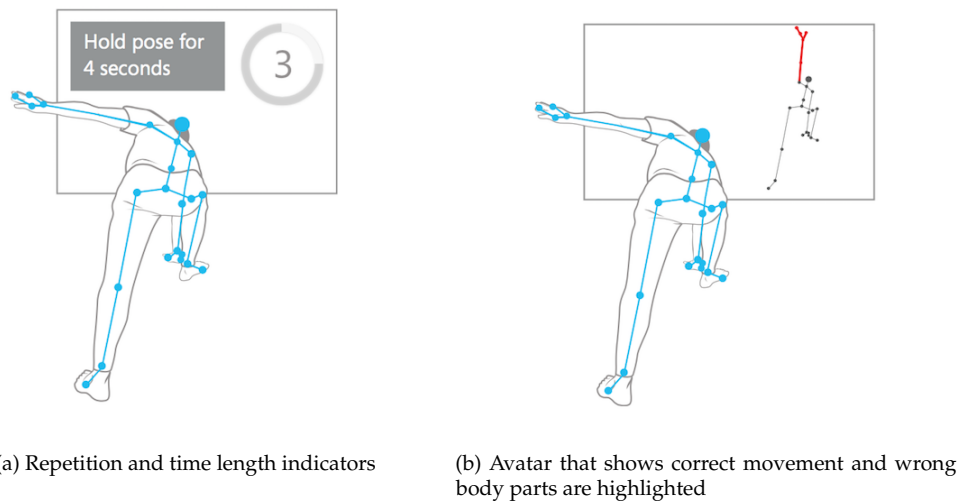 Hold pose for
4 seconds
3
(a) Repetition and time length indicators
(b) Avatar that shows correct movement and wrong
body parts are highlighted